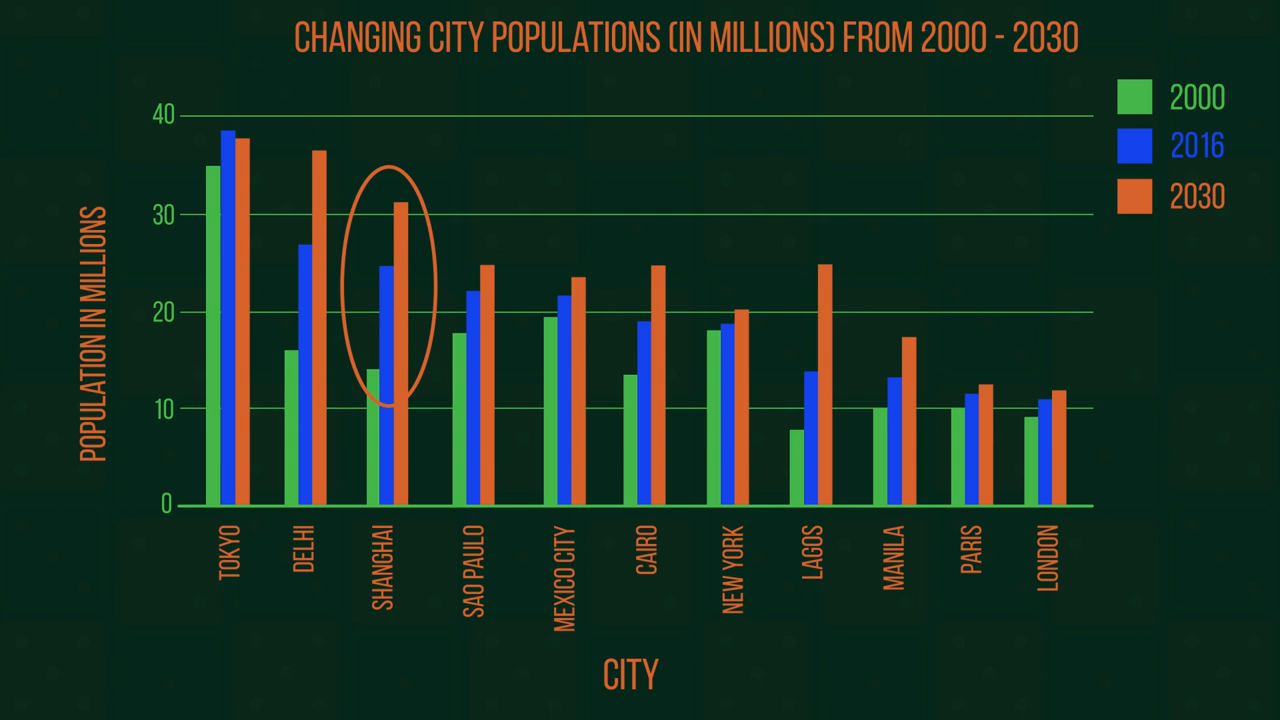 CHANGING CITY POPULATIONS (IN MILLIONS) FROM 2000 - 2030
2000
2016
2030
POPULATION IN MILLIONS
40
30
20
10
0
TOKYO
DELHI
SHANGHAI
SAO PAULO
MEXICO CITY
CAIRO
NEW YORK
LAGOS
MANILA
PARIS
LONDON
CITY